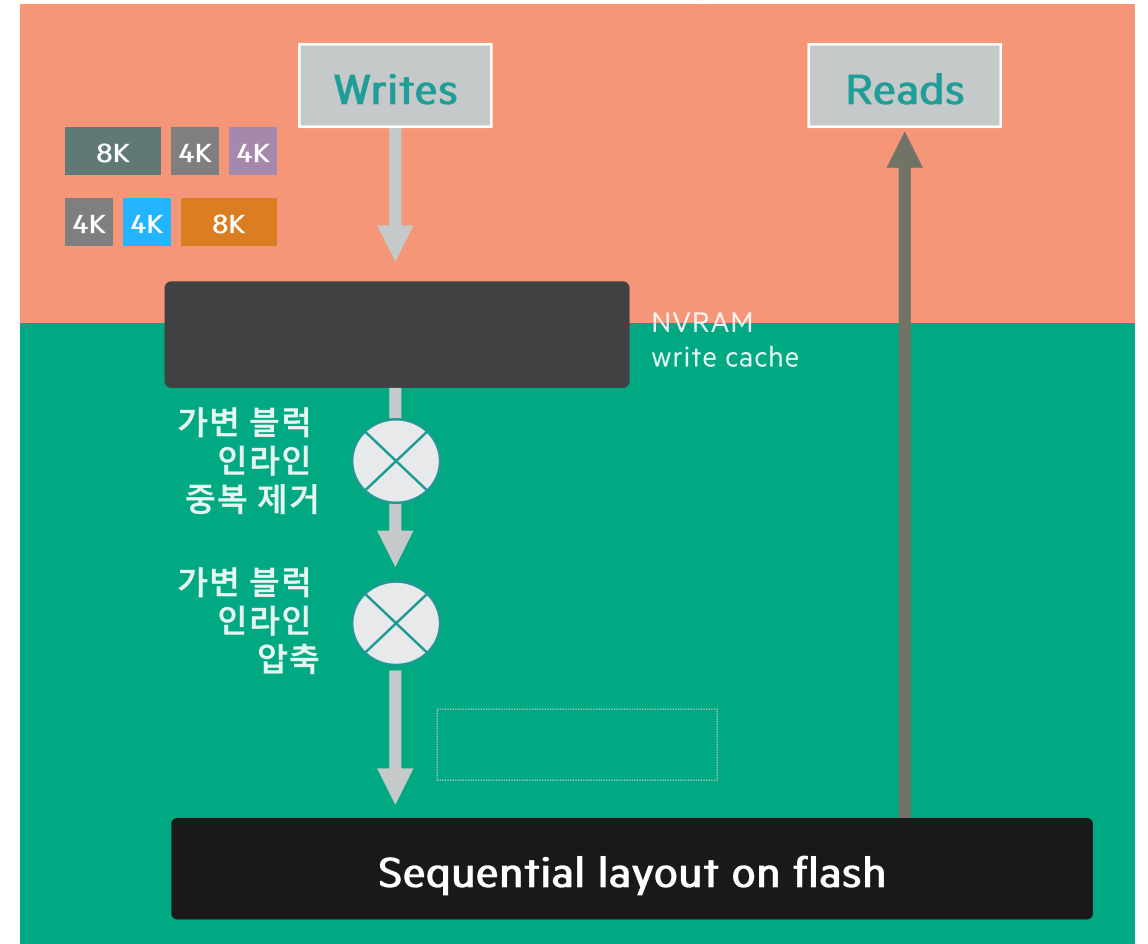 Writes
Reads
8K 4K 4K
4K 4K 8K
NVRAM
write cache
가변 블럭
인라인
중복 제거
가변 블럭
인라인
압축
Sequential layout on flash